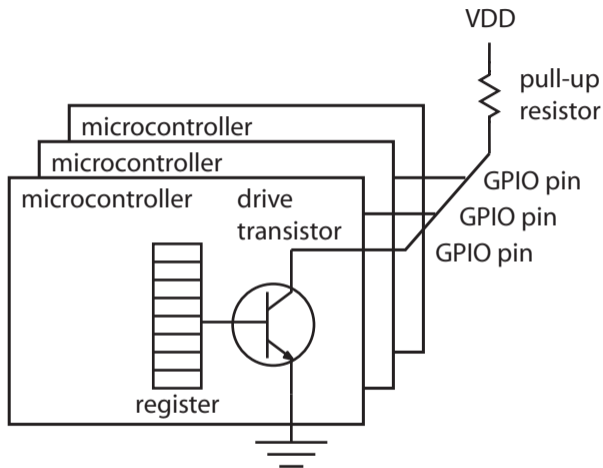 VDD
pull-up
resistor
microcontroller
microcontroller
GPIO pin
microcontroller
drive
transistor
GPIO pin
GPIO pin
register